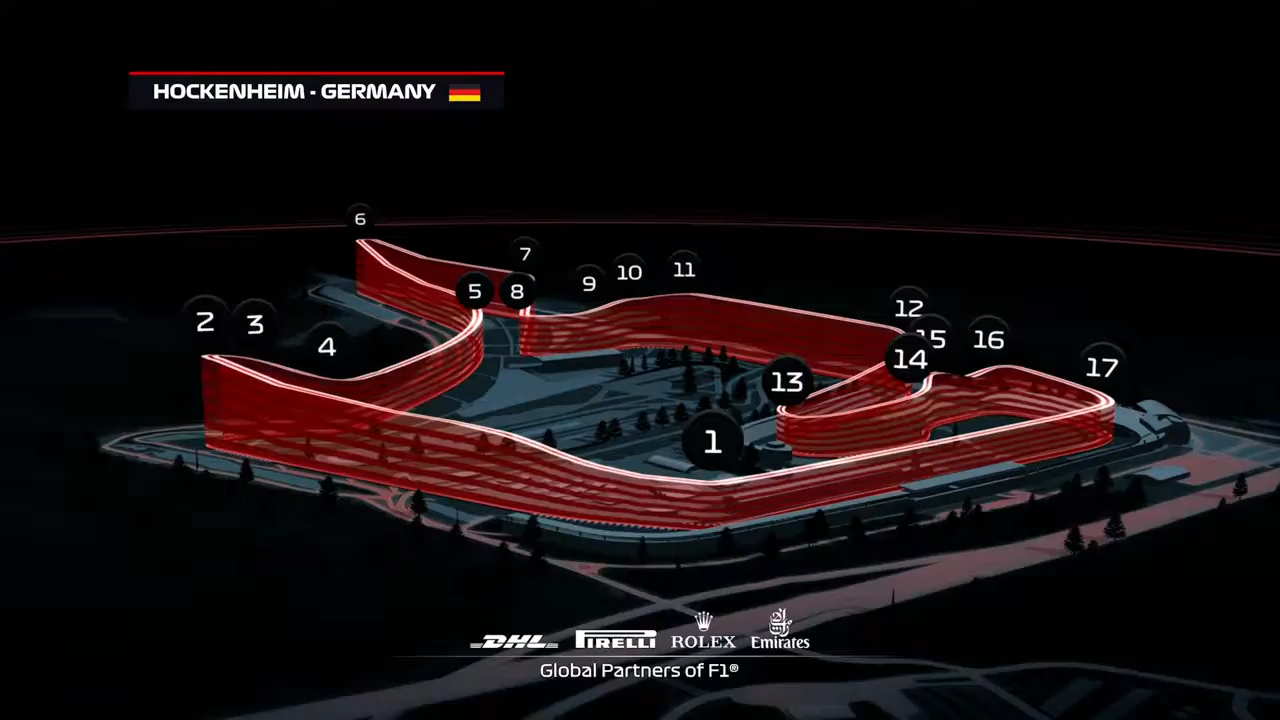 HOCKENHEIM - GERMANY
6
7
5
8
9
10
11
2
3
4
12
15
16
14
17
13
1
DHL
PIRELLI
ROLEX
Emirates
Global Partners of F1®